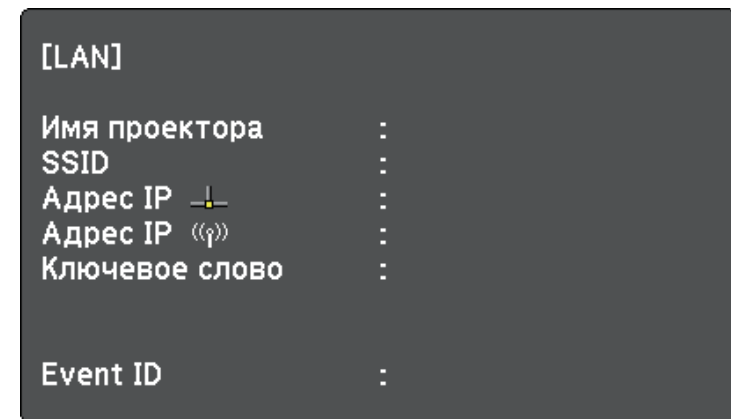 [LAN]
Имя проектора :
SSID :
Адрес IP :
Адрес IP :
Ключевое слово :
Event ID :